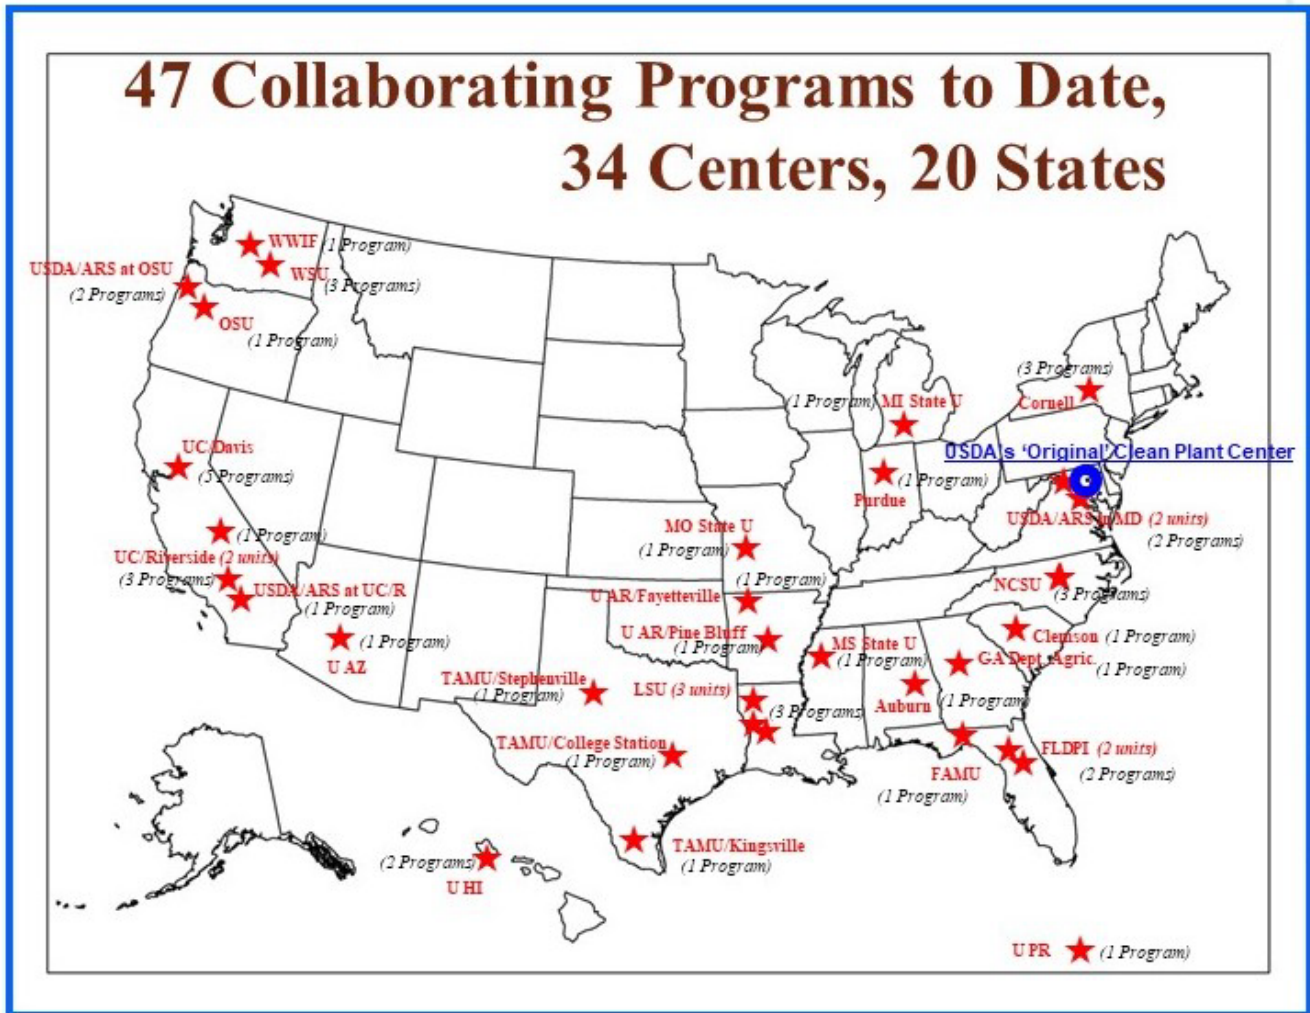 47 Collaborating Programs to Date,
34 Centers, 20 States
WWIF (1 Program)
USDA/ARS at OSU
(2 Programs)
WSU
(3 Programs)
OSU
(1 Program)
(3 Programs)
Cornell
(1 Program)
MI State U
UC/Davis
(5 Programs)
USDA's 'Original' Clean Plant Center
(1 Program)
Purdue
USDA/ARS in MD (2 units)
(2 Programs)
MO State U
(1 Program)
(1 Program)
UC/Riverside (2 units)
(3 Programs)
USDA/ARS at UC/R
(1 Program)
(1 Program)
U AR/Fayetteville
NCSU
(3 Programs)
(1 Program)
U AZ
U AR/Pine Bluff
(1 Program)
MS State U
(1 Program)
Clemson (1 Program)
GA Dept. Agric.
(1 Program)
TAMU/Stephenville
(1 Program)
LSU (3 units)
(3 Programs)
Auburn (1 Program)
TAMU/College Station
(1 Program)
FAMU
(1 Program)
FLDPI (2 units)
(2 Programs)
TAMU/Kingsville
(1 Program)
(2 Programs)
U HI
U PR (1 Program)